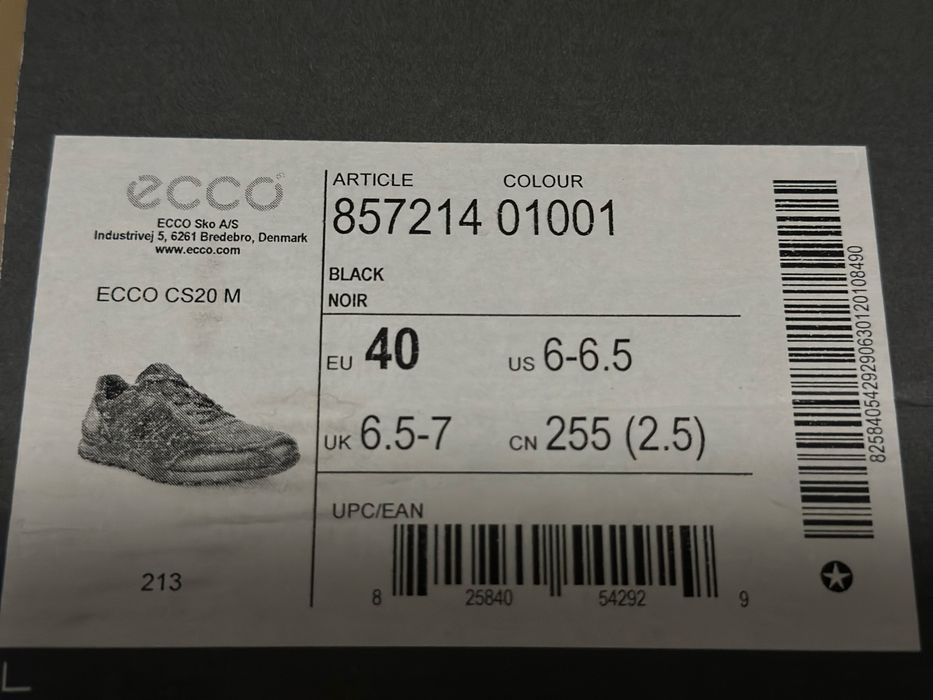 ecco
ECCO Sko A/S
Industrivej 5, 6261 Bredebro, Denmark
www.ecco.com
ECCO CS20 M
213
ARTICLE COLOUR
857214 01001
BLACK
NOIR
EU 40 US 6-6.5
UK 6.5-7 CN 255 (2.5)
UPC/EAN
8 25840 54292 9
8258405429290630120108490